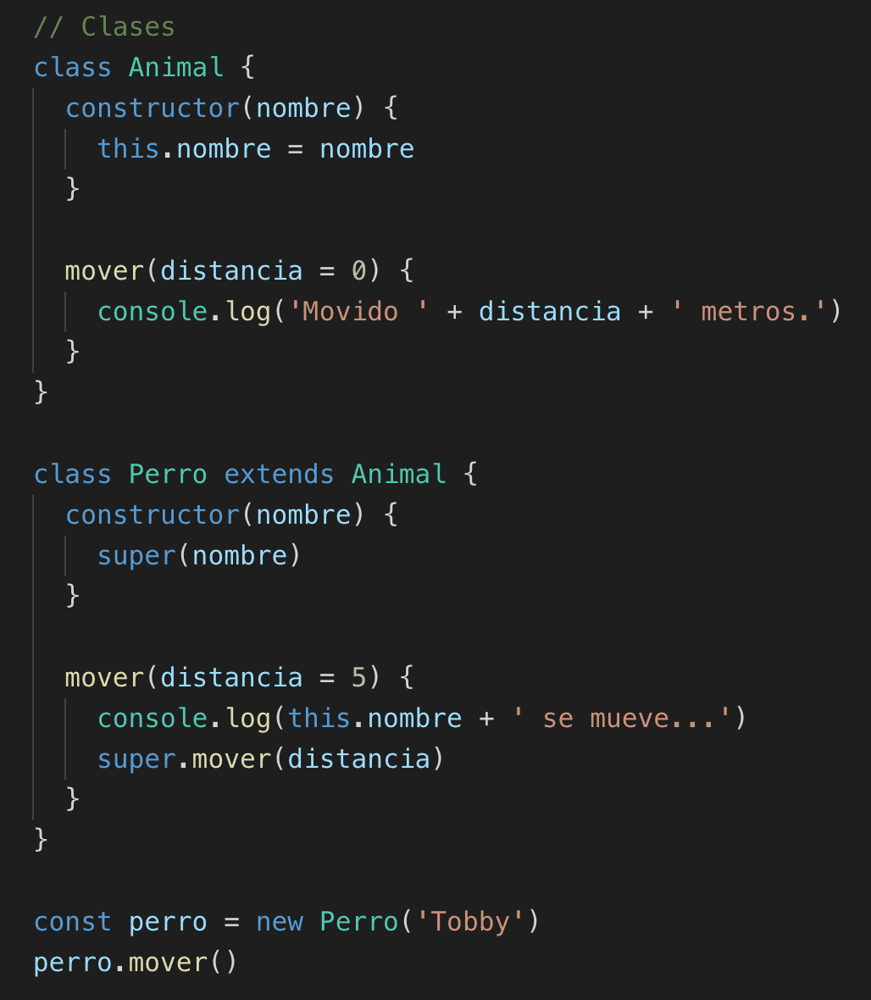 // Clases
class Animal {
  constructor(nombre) {
    this.nombre = nombre
  }

  mover(distancia = 0) {
    console.log('Movido ' + distancia + ' metros.')
  }
}

class Perro extends Animal {
  constructor(nombre) {
    super(nombre)
  }

  mover(distancia = 5) {
    console.log(this.nombre + ' se mueve...')
    super.mover(distancia)
  }
}

const perro = new Perro('Tobby')
perro.mover()